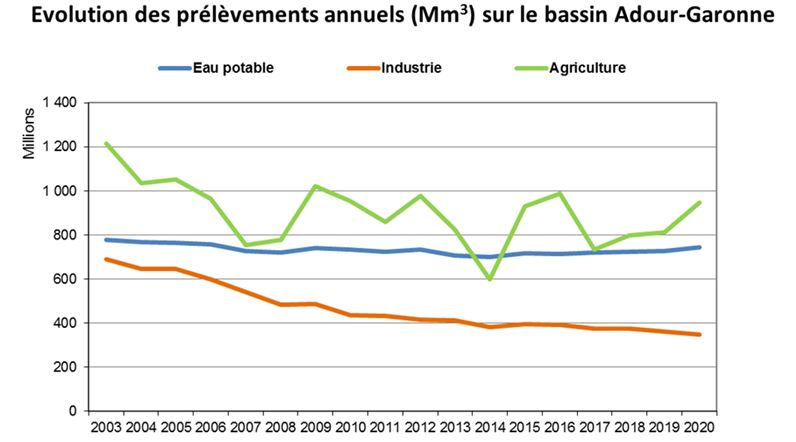 Evolution des prélèvements annuels (Mm³) sur le bassin Adour-Garonne
Eau potable Industrie Agriculture
Millions
1 400
1 200
1 000
800
600
400
200
0
2003 2004 2005 2006 2007 2008 2009 2010 2011 2012 2013 2014 2015 2016 2017 2018 2019 2020